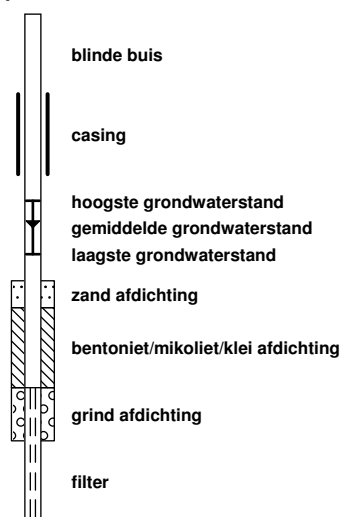 blinde buis
casing
hoogste grondwaterstand
gemiddelde grondwaterstand
laagste grondwaterstand
zand afdichting
bentoniet/mikoliet/klei afdichting
grind afdichting
filter